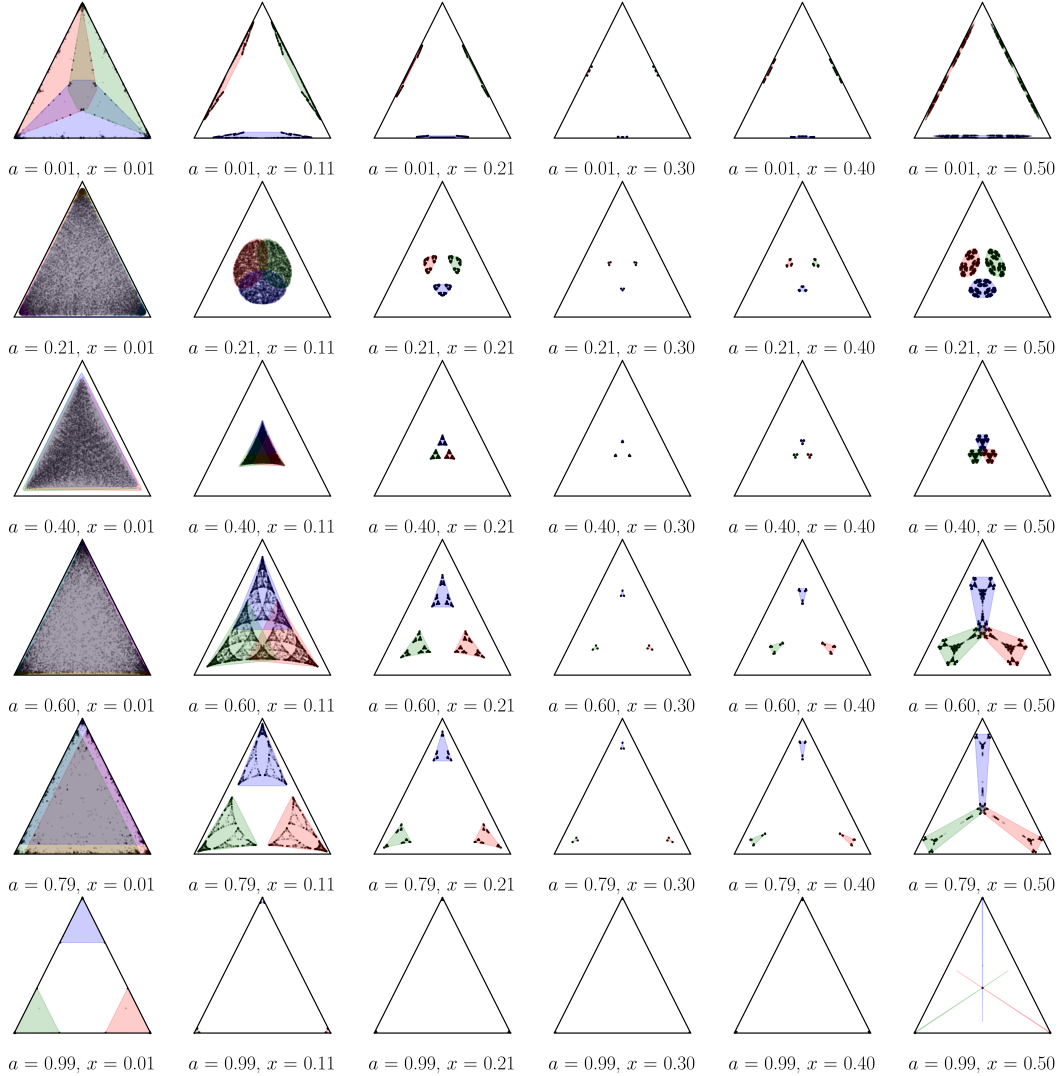 a = 0.01, x = 0.01 a = 0.01, x = 0.11 a = 0.01, x = 0.21 a = 0.01, x = 0.30 a = 0.01, x = 0.40 a = 0.01, x = 0.50
a = 0.21, x = 0.01 a = 0.21, x = 0.11 a = 0.21, x = 0.21 a = 0.21, x = 0.30 a = 0.21, x = 0.40 a = 0.21, x = 0.50
a = 0.40, x = 0.01 a = 0.40, x = 0.11 a = 0.40, x = 0.21 a = 0.40, x = 0.30 a = 0.40, x = 0.40 a = 0.40, x = 0.50
a = 0.60, x = 0.01 a = 0.60, x = 0.11 a = 0.60, x = 0.21 a = 0.60, x = 0.30 a = 0.60, x = 0.40 a = 0.60, x = 0.50
a = 0.79, x = 0.01 a = 0.79, x = 0.11 a = 0.79, x = 0.21 a = 0.79, x = 0.30 a = 0.79, x = 0.40 a = 0.79, x = 0.50
a = 0.99, x = 0.01 a = 0.99, x = 0.11 a = 0.99, x = 0.21 a = 0.99, x = 0.30 a = 0.99, x = 0.40 a = 0.99, x = 0.50